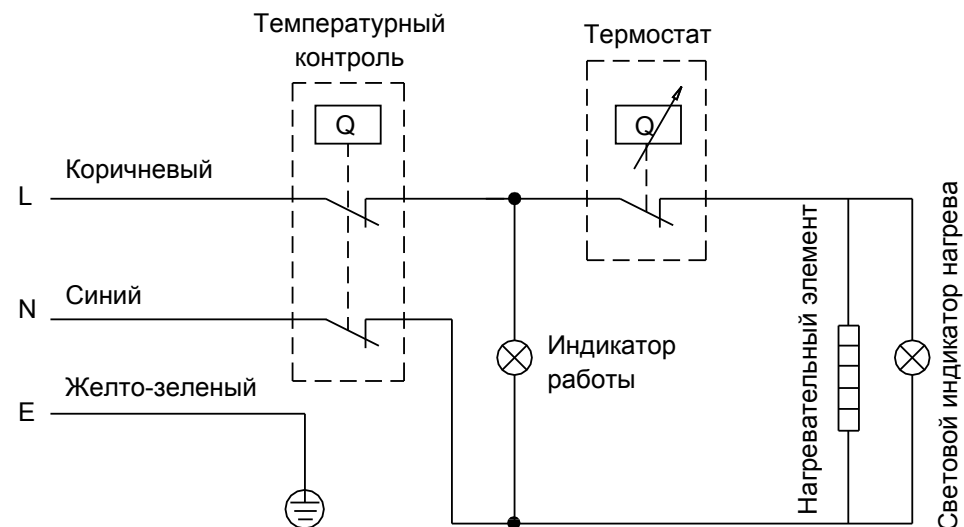 Температурный
контроль
Термостат
Q
Q
Коричневый
L
Синий
N
Желто-зеленый
E
Индикатор
работы
Нагревательный элемент
Световой индикатор нагрева